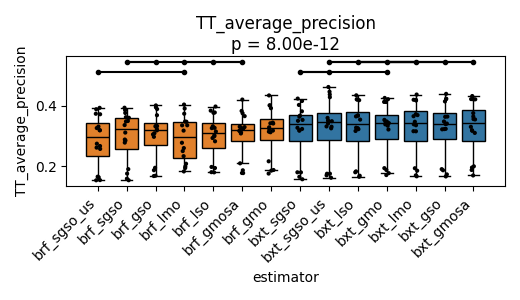 TT_average_precision
p = 8.00e-12
TT_average_precision
0.4
0.2
brf_sgso_us
brf_sgso
brf_gso
brf_lmo
brf_lso
brf_gmosa
brf_gmo
bxt_sgso
bxt_sgso_us
bxt_lso
bxt_gmo
bxt_lmo
bxt_gso
bxt_gmosa
estimator